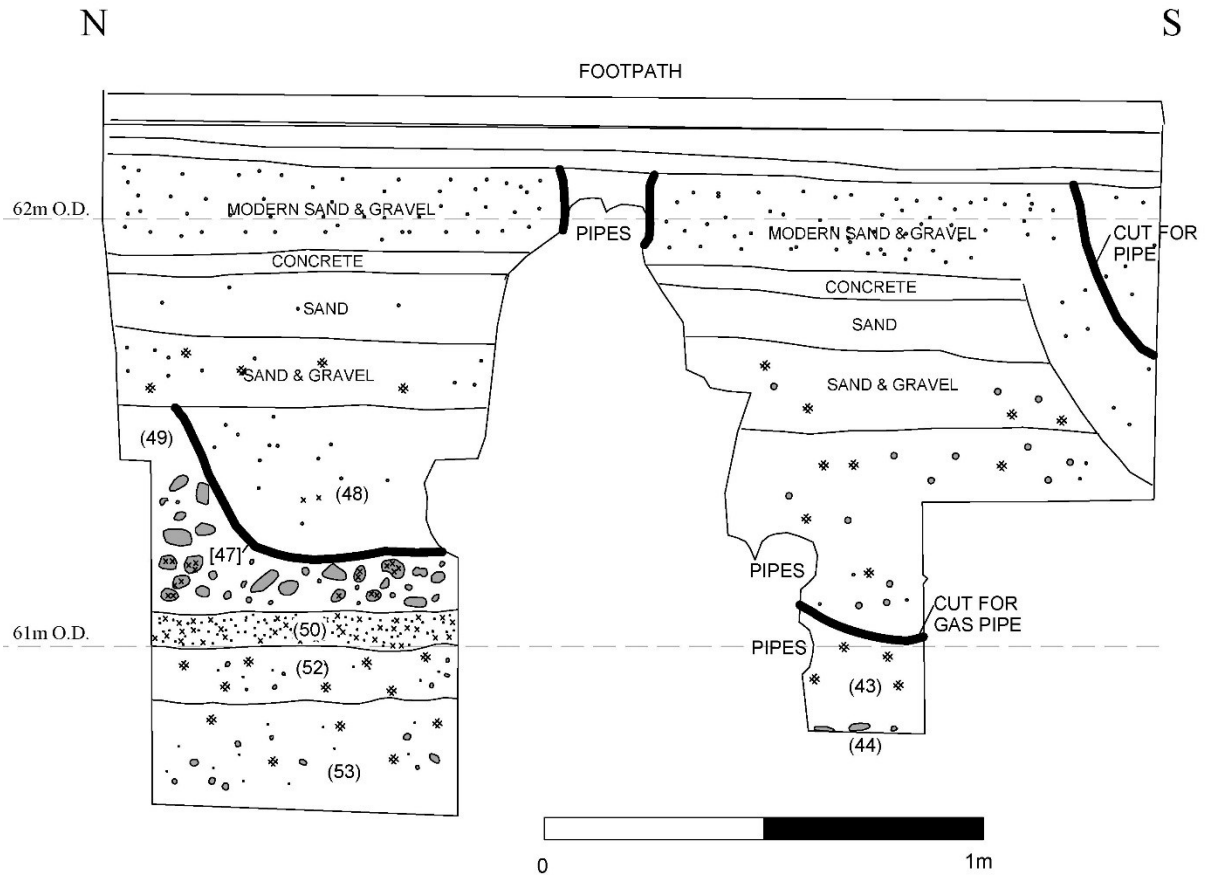 N
S
FOOTPATH
62m O.D.
MODERN SAND & GRAVEL
PIPES
MODERN SAND & GRAVEL
CUT FOR
PIPE
CONCRETE
CONCRETE
SAND
SAND
SAND & GRAVEL
SAND & GRAVEL
(49)
(48)
[47]
PIPES
CUT FOR
GAS PIPE
61m O.D.
(50)
PIPES
(52)
(43)
(44)
(53)
0
1m